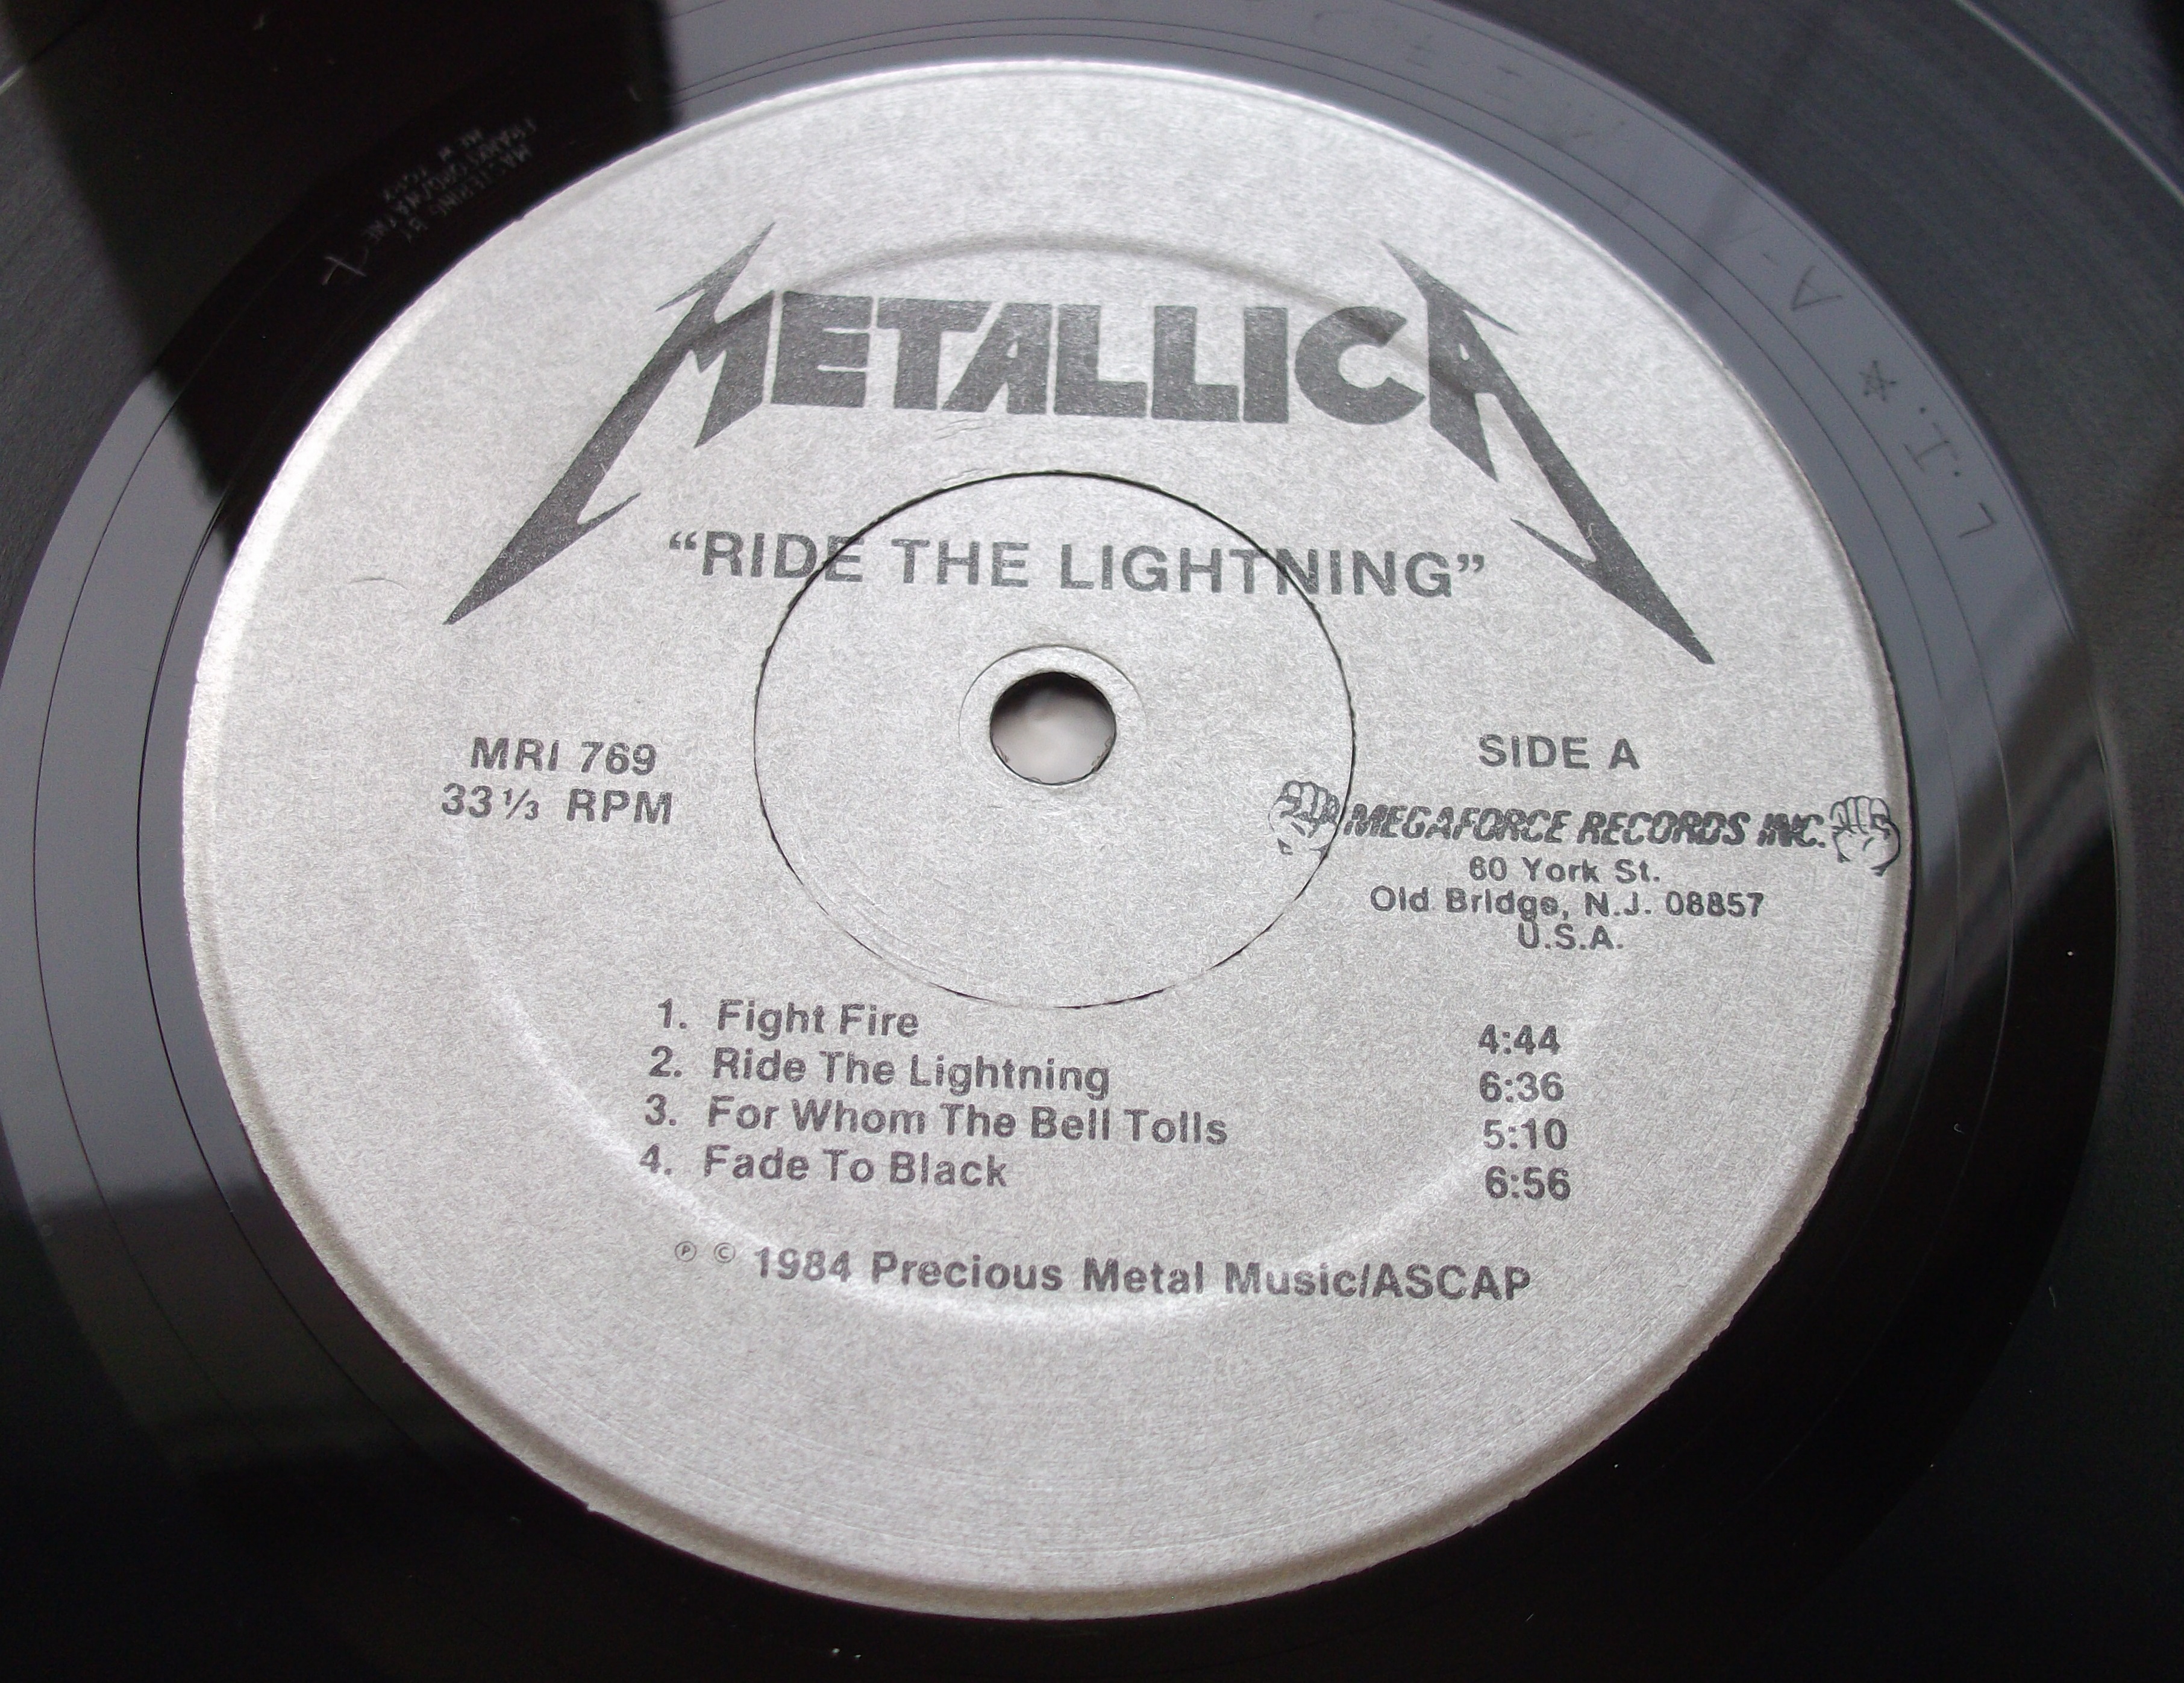 METALLICA
“RIDE THE LIGHTNING”
MRI 769
33⅓ RPM
SIDE A
MEGAFORCE RECORDS INC.
60 York St.
Old Bridge, N.J. 08857
U.S.A.
1. Fight Fire 4:44
2. Ride The Lightning 6:36
3. For Whom The Bell Tolls 5:10
4. Fade To Black 6:56
℗ © 1984 Precious Metal Music/ASCAP
MASTERING BY